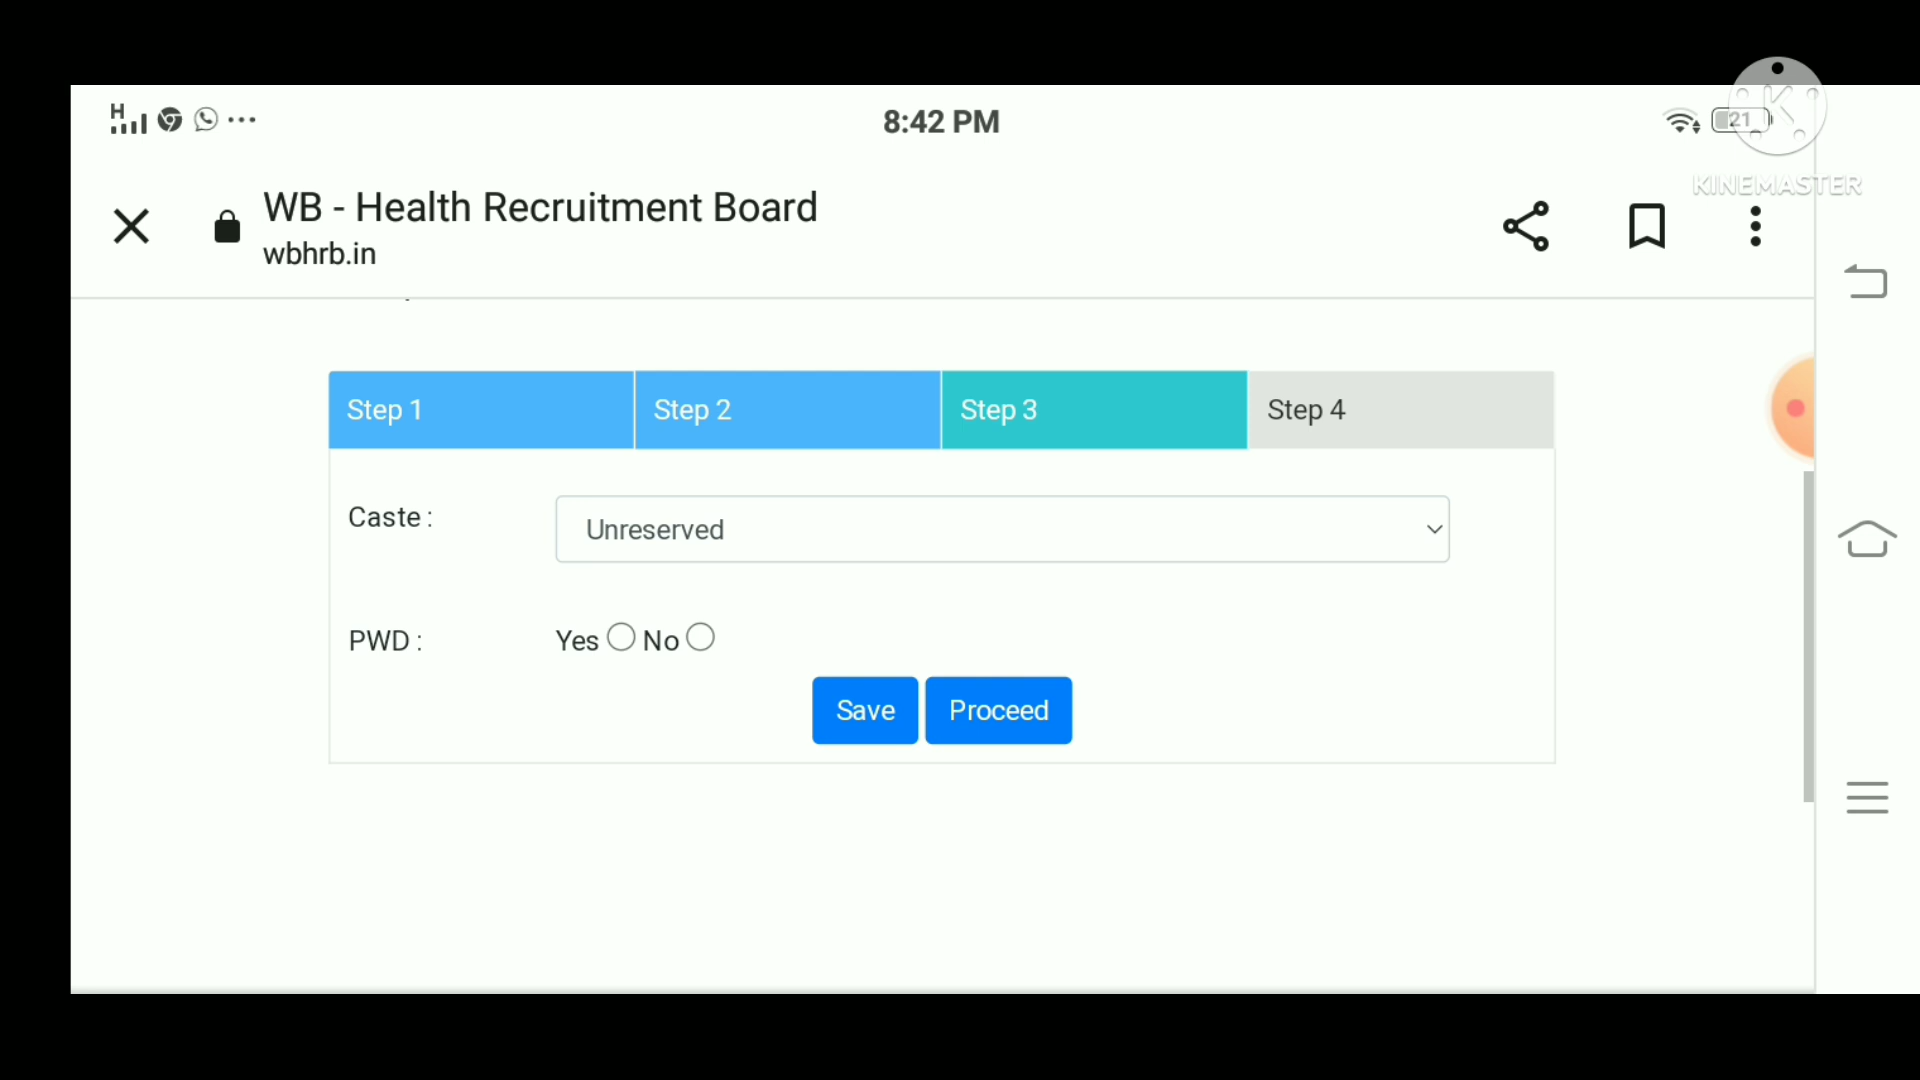 H
8:42 PM
21
K
KINEMASTER
WB - Health Recruitment Board
wbhrb.in
Step 1
Step 2
Step 3
Step 4
Caste :
Unreserved
PWD :
Yes
No
Save
Proceed